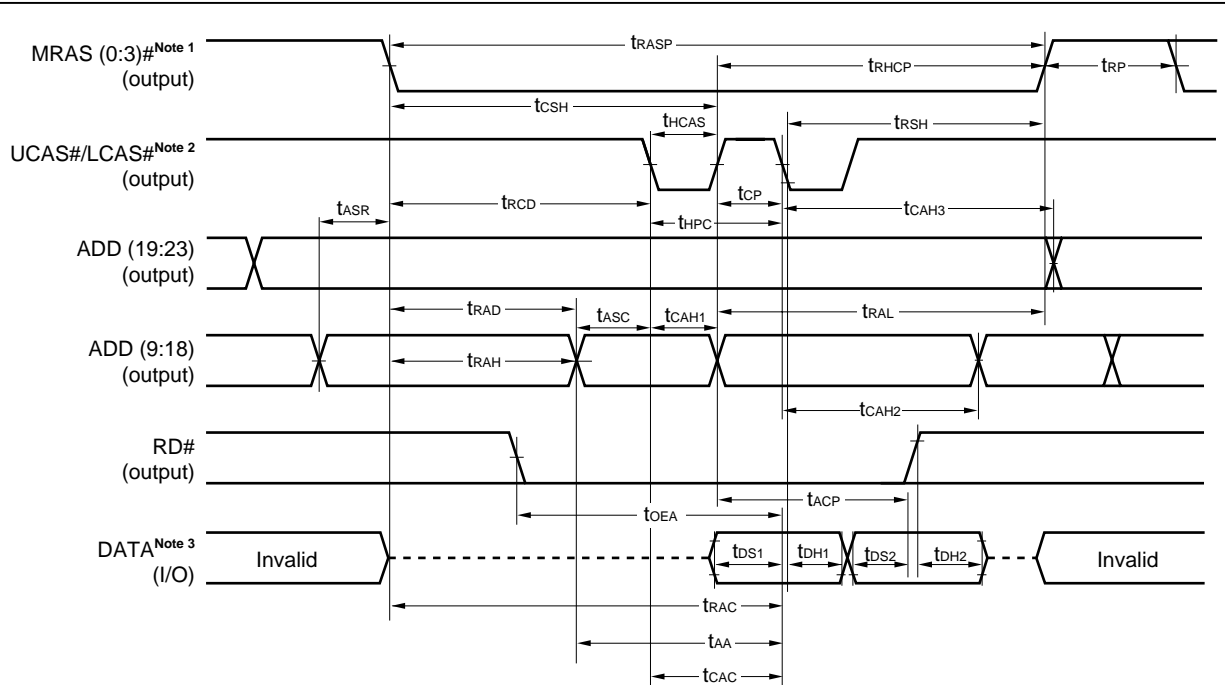 tRASP
MRAS (0:3)#Note 1
(output)
tRHCP
tRP
tCSH
tHCAS
tRSH
UCAS#/LCAS#Note 2
(output)
tASR
tRCD
tCP
tCAH3
tHPC
ADD (19:23)
(output)
tRAD
tASC
tCAH1
tRAL
ADD (9:18)
(output)
tRAH
tCAH2
RD#
(output)
tACP
tOEA
DATANote 3
(I/O)
Invalid
tDS1
tDH1
tDS2
tDH2
Invalid
tRAC
tAA
tCAC